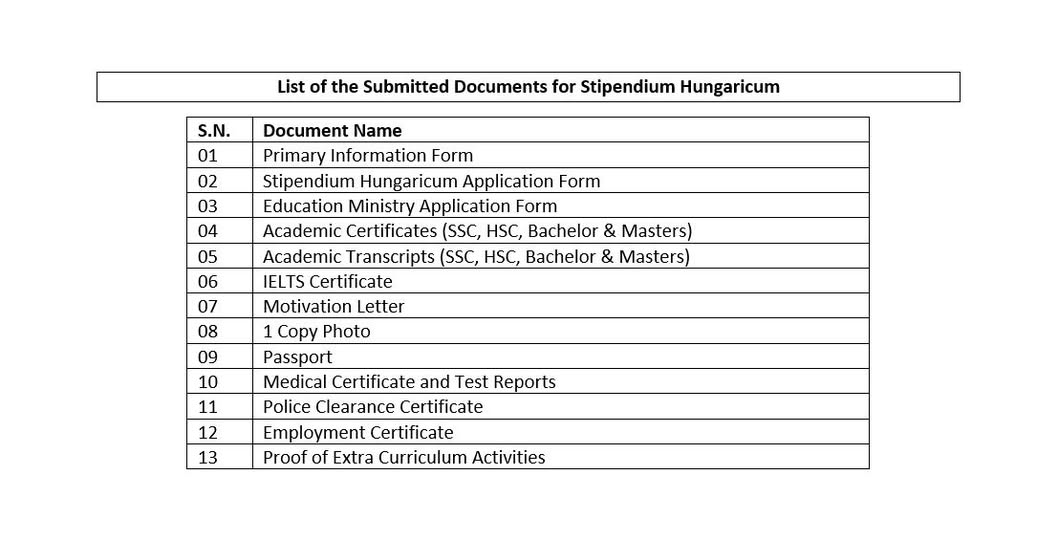 List of the Submitted Documents for Stipendium Hungaricum
S.N. Document Name
01 Primary Information Form
02 Stipendium Hungaricum Application Form
03 Education Ministry Application Form
04 Academic Certificates (SSC, HSC, Bachelor & Masters)
05 Academic Transcripts (SSC, HSC, Bachelor & Masters)
06 IELTS Certificate
07 Motivation Letter
08 1 Copy Photo
09 Passport
10 Medical Certificate and Test Reports
11 Police Clearance Certificate
12 Employment Certificate
13 Proof of Extra Curriculum Activities